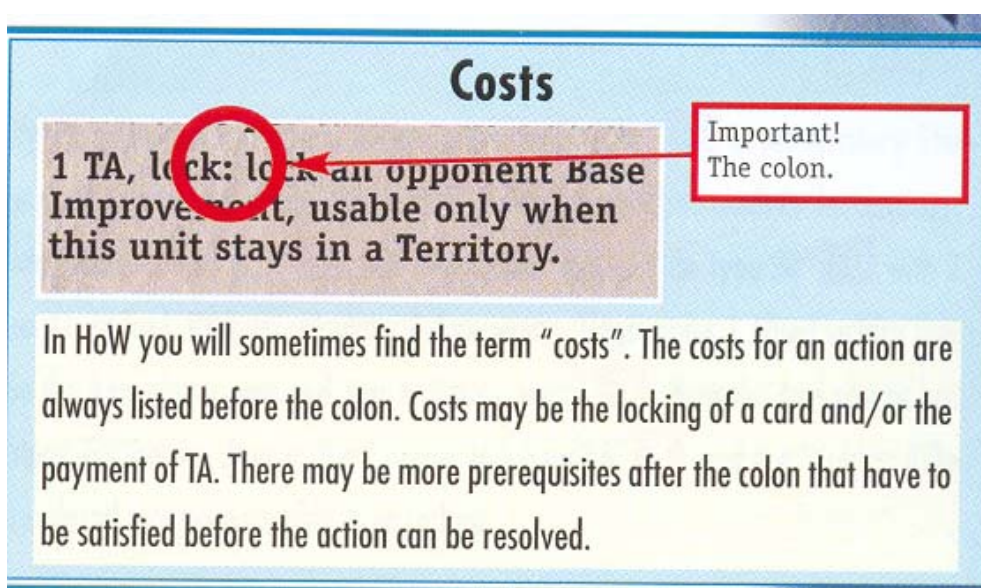 Costs
1 TA, lock: lock an opponent Base
Improvement, usable only when
this unit stays in a Territory.
Important!
The colon.
In HoW you will sometimes find the term “costs”. The costs for an action are
always listed before the colon. Costs may be the locking of a card and/or the
payment of TA. There may be more prerequisites after the colon that have to
be satisfied before the action can be resolved.